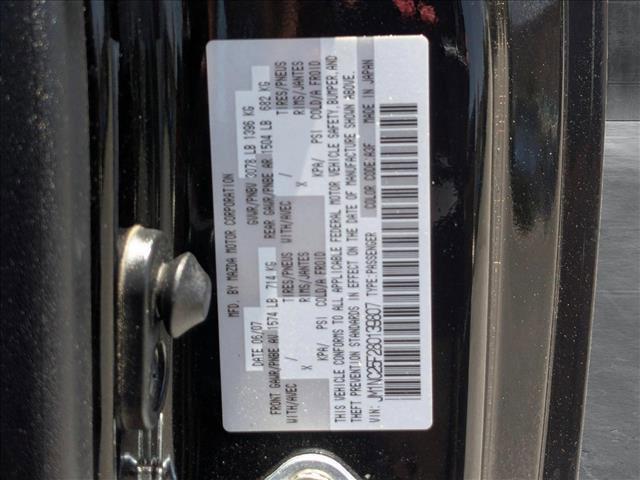 MFD. BY MAZDA MOTOR CORPORATION
DATE 06/07 GVWR/PNBV 3078 LB 1396 KG
FRONT GAWR/PNBE AV 1574 LB 714 KG REAR GAWR/PNBE AR 1504 LB 682 KG
WITH/AVEC TIRES/PNEUS WITH/AVEC TIRES/PNEUS
/ RIMS/JANTES / RIMS/JANTES
X X
KPA/ PSI COLD/A FROID KPA/ PSI COLD/A FROID
THIS VEHICLE CONFORMS TO ALL APPLICABLE FEDERAL MOTOR VEHICLE SAFETY, BUMPER, AND
THEFT PREVENTION STANDARDS IN EFFECT ON THE DATE OF MANUFACTURE SHOWN ABOVE.
VIN: JM1NC25F280139807 TYPE: PASSENGER COLOR CODE: A3F MADE IN JAPAN